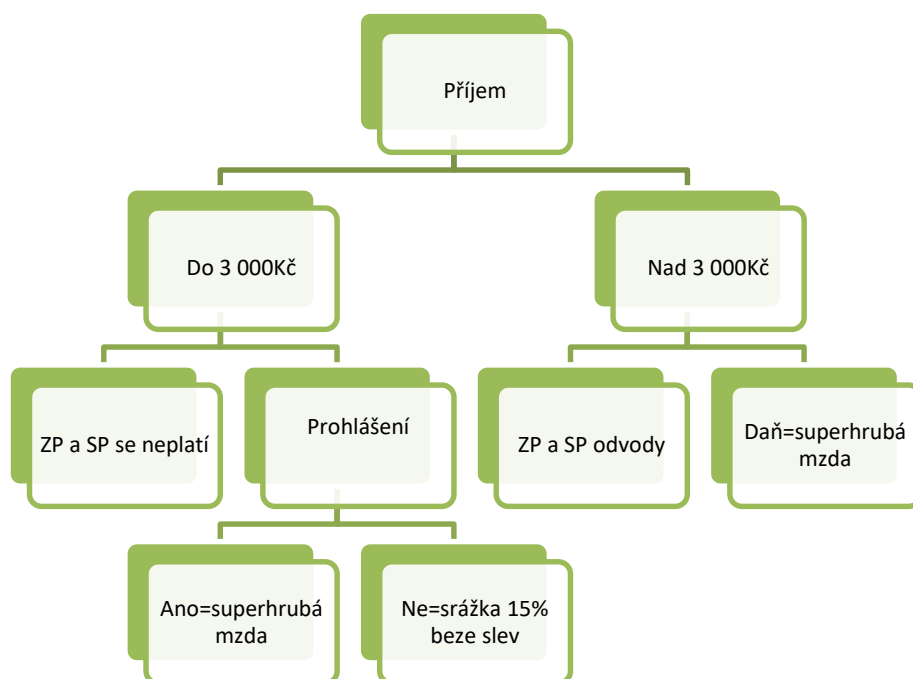 Příjem
Do 3 000Kč
Nad 3 000Kč
ZP a SP se neplatí
Prohlášení
ZP a SP odvody
Daň=superhrubá
mzda
Ano=superhrubá
mzda
Ne=srážka 15%
beze slev